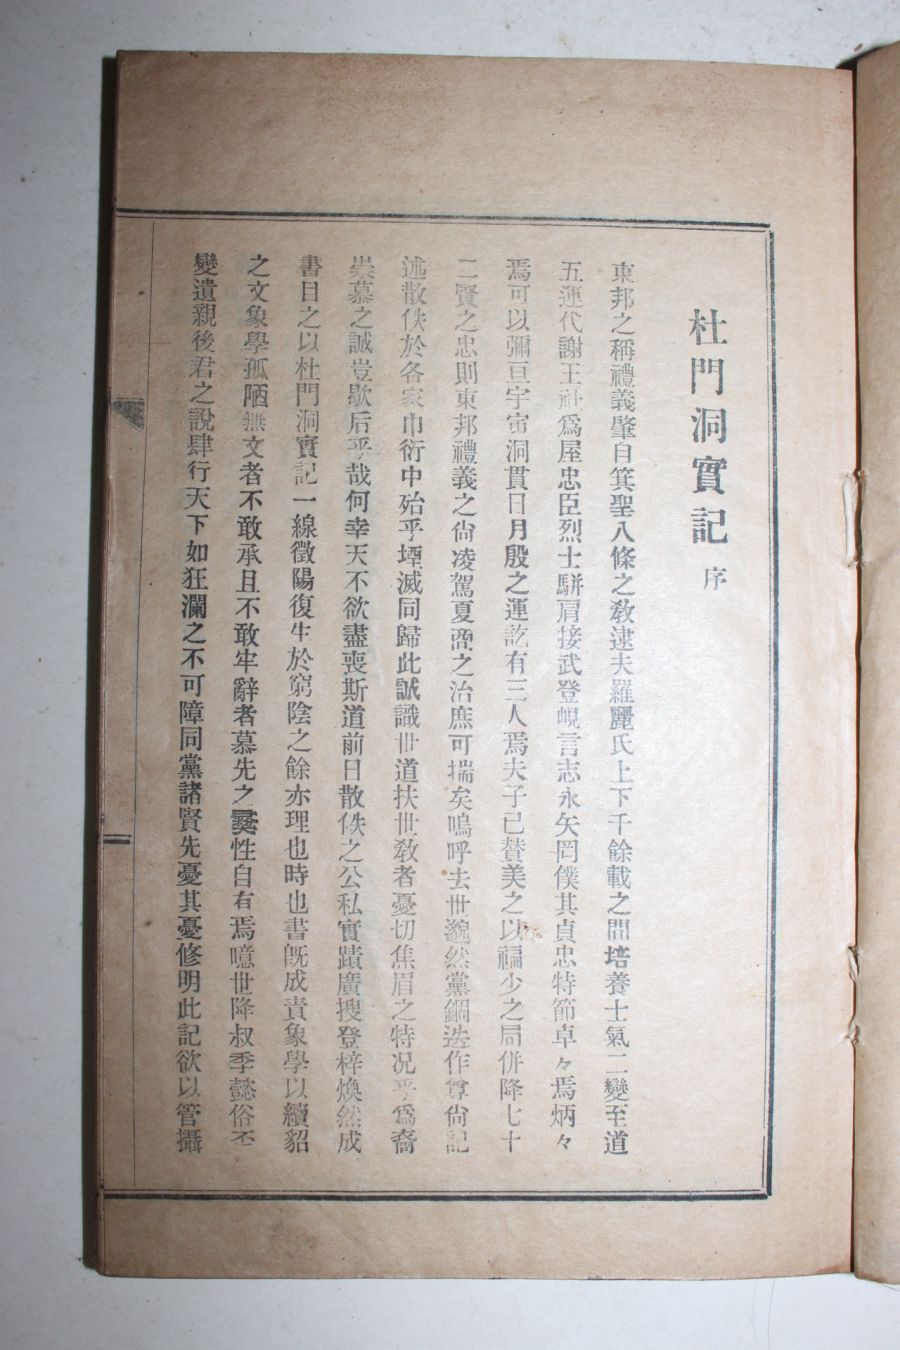 杜門洞實記 序
東邦之稱禮義肇自箕聖八條之敎逮夫羅麗氏上下千餘載之間培養士氣二變至道
五運代謝王社爲屋忠臣烈士騈肩接武登峴言志永矢罔僕其貞忠特節卓々焉炳々
焉可以彌亘宇宙洞貫日月殷之運訖有三人焉夫子已贊美之以褊少之局併降七十
二賢之忠則東邦禮義之尙凌駕夏商之治庶可揣矣嗚呼去世邈然黨錮迭作尊尙記
述散佚於各家巾衍中殆乎堙滅同歸此誠識世道扶世敎者憂切焦眉之特况乎爲裔
崇慕之誠豈歇后乎哉何幸天不欲盡喪斯道前日散佚之公私實蹟廣搜登梓煥然成
書目之以杜門洞實記一線徵陽復生於窮陰之餘亦理也時也書旣成責象學以續貂
之文象學孤陋無文者不敢承且不敢牢辭者慕先之彛性自有焉噫世降叔季懿俗丕
變遺親後君之說肆行天下如狂瀾之不可障同黨諸賢先憂其憂修明此記欲以管攝